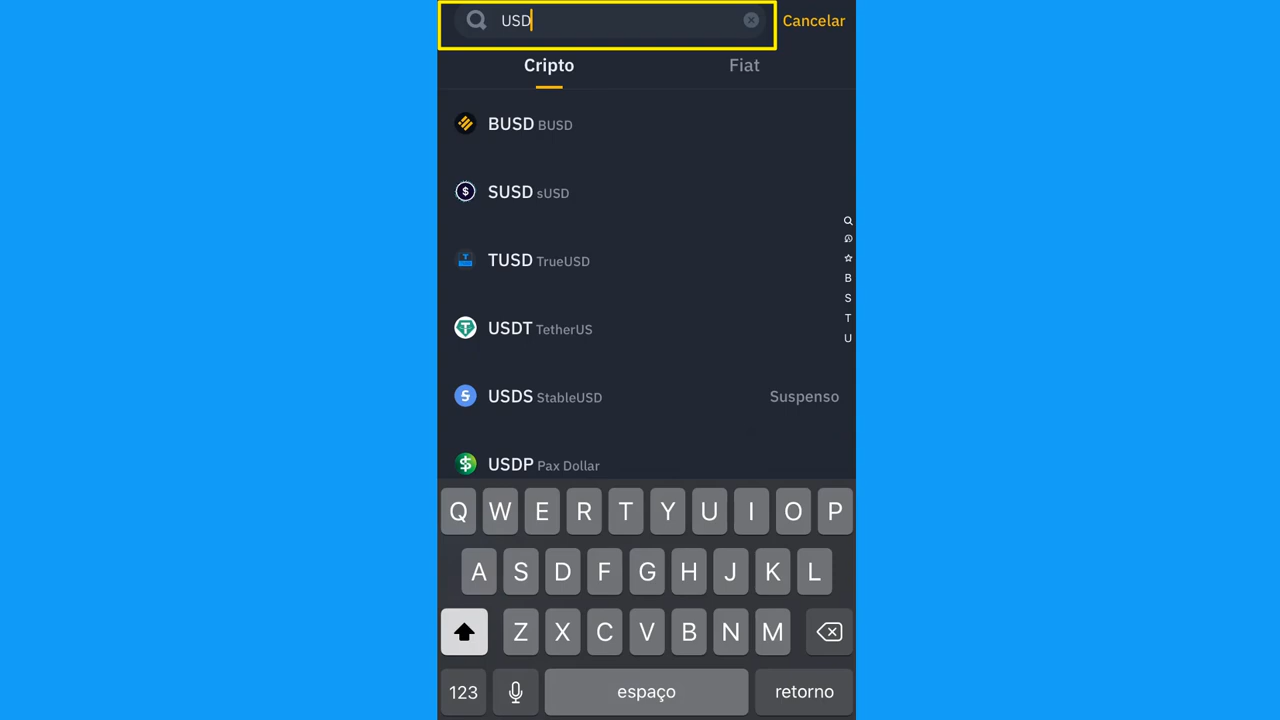 USD
Cancelar
Cripto Fiat
BUSD BUSD
SUSD sUSD
TUSD TrueUSD
USDT TetherUS
USDS StableUSD Suspenso
USDP Pax Dollar
B
S
T
U
Q W E R T Y U I O P
A S D F G H J K L
Z X C V B N M
123 espaço retorno